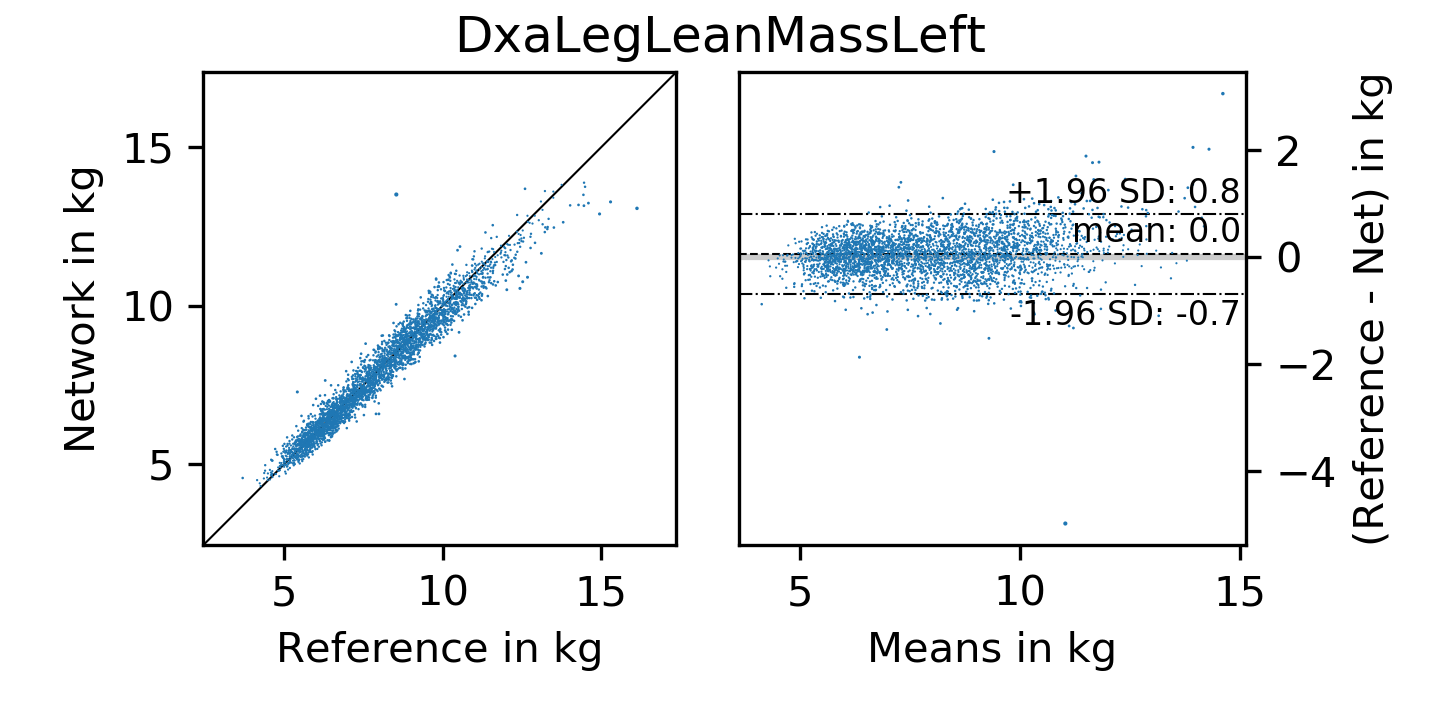 DxaLegLeanMassLeft
Network in kg
15
10
5
5 10 15
Reference in kg
+1.96 SD: 0.8
mean: 0.0
-1.96 SD: -0.7
2
0
−2
−4
(Reference - Net) in kg
5 10 15
Means in kg